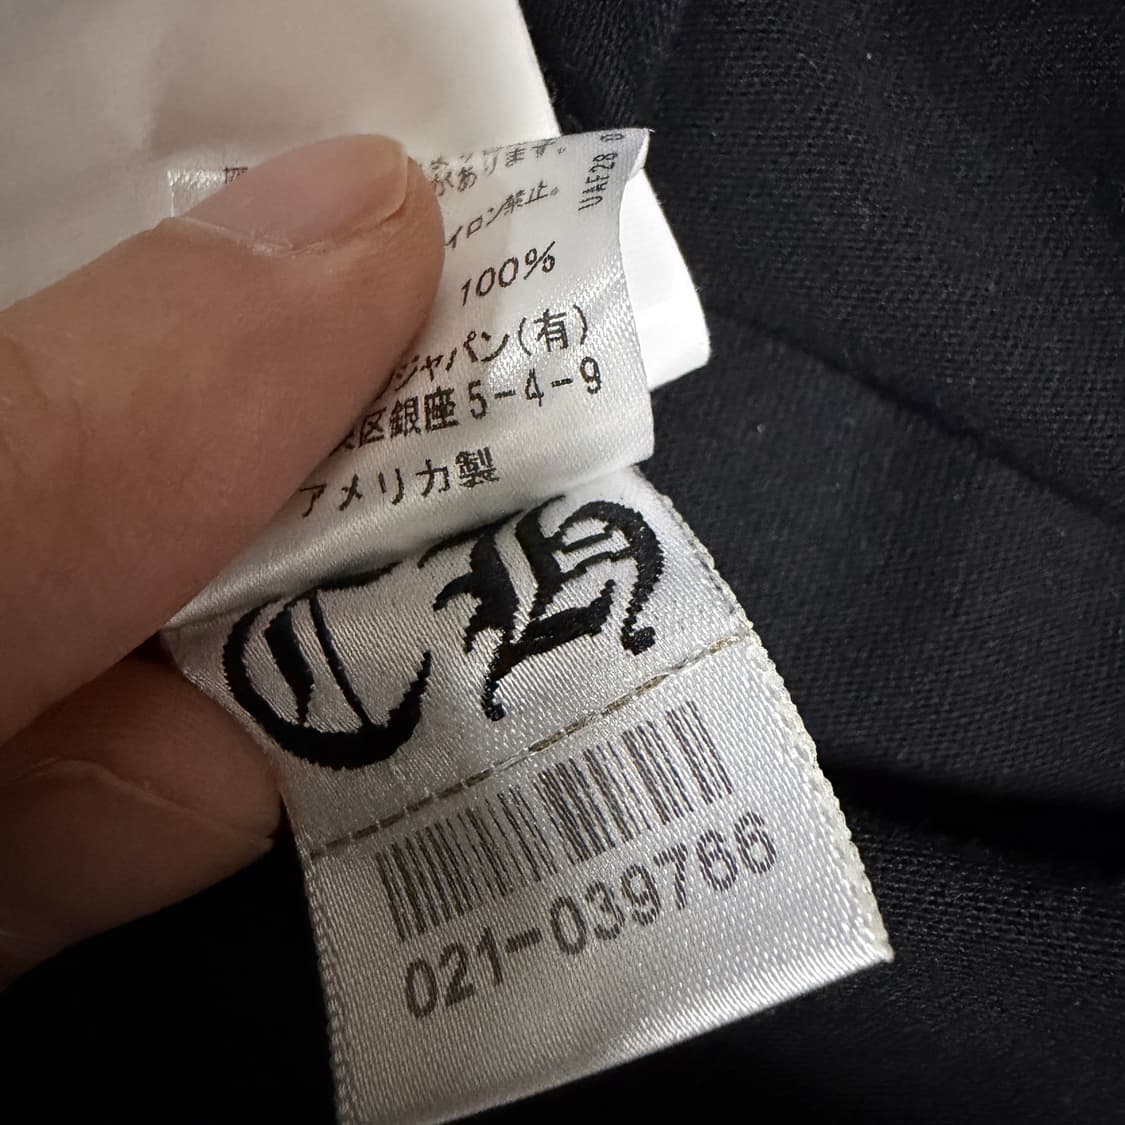 があります。
イロン禁止。
100%
ジャパン(有)
区銀座5-4-9
アメリカ製
CH
021-039766